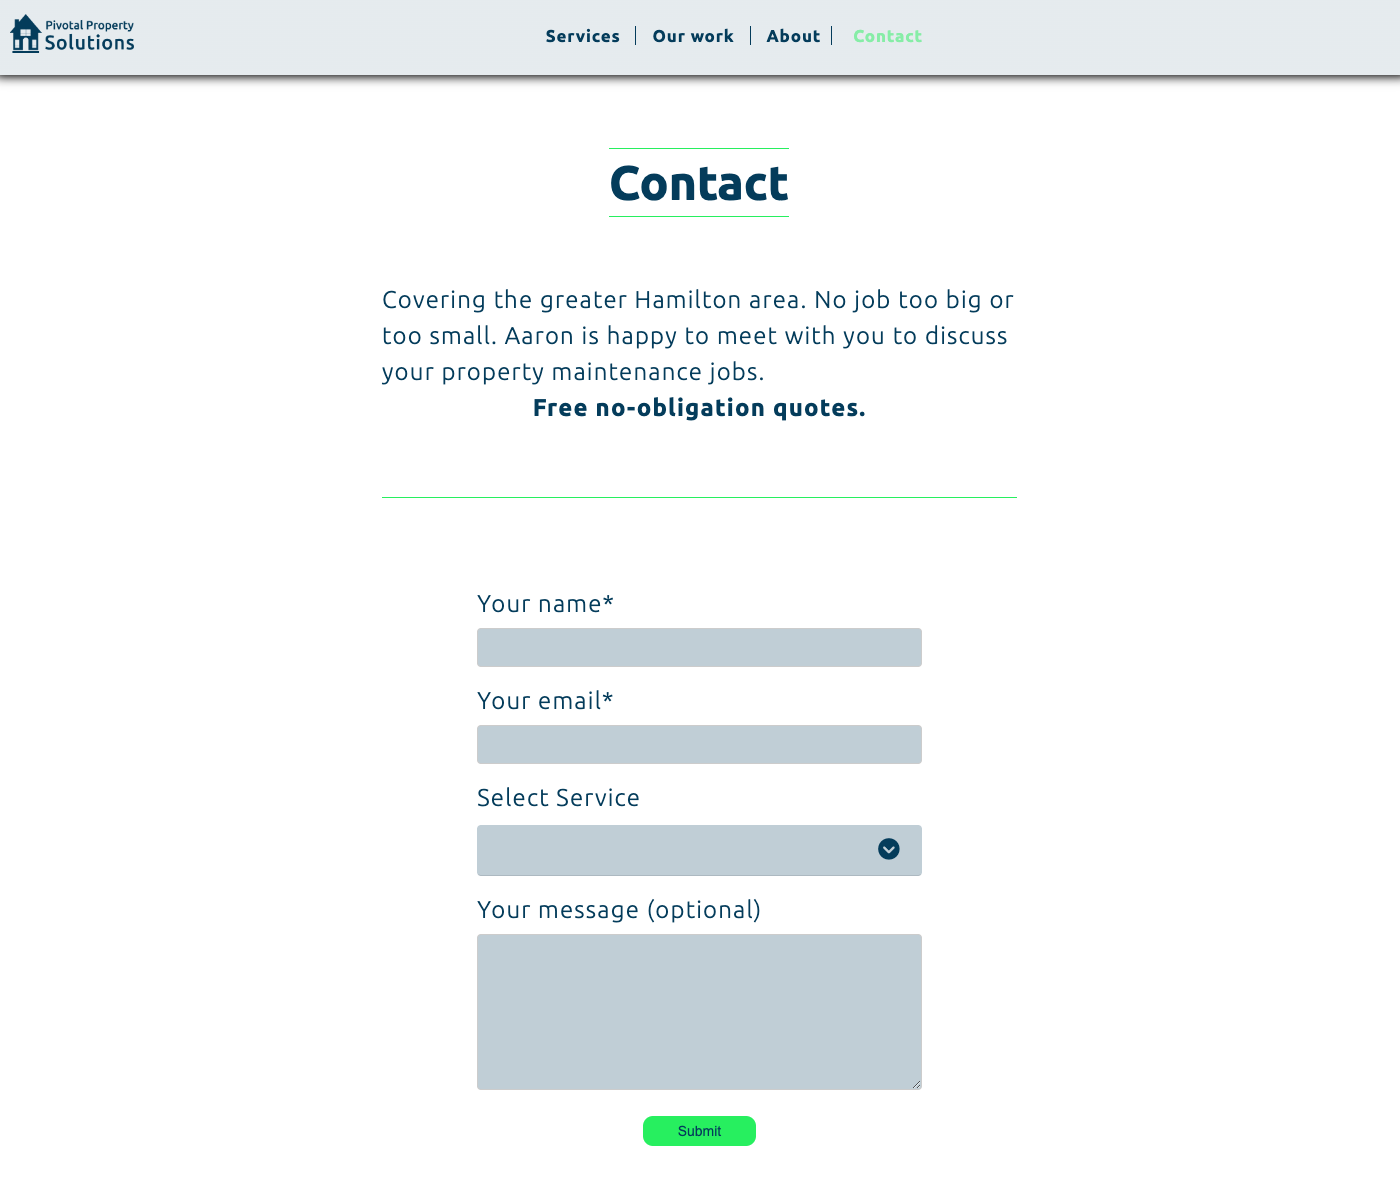 Pivotal Property
Solutions
Services
Our work
About
Contact
Contact
Covering the greater Hamilton area. No job too big or
too small. Aaron is happy to meet with you to discuss
your property maintenance jobs.
Free no-obligation quotes.
Your name*
Your email*
Select Service
Your message (optional)
Submit